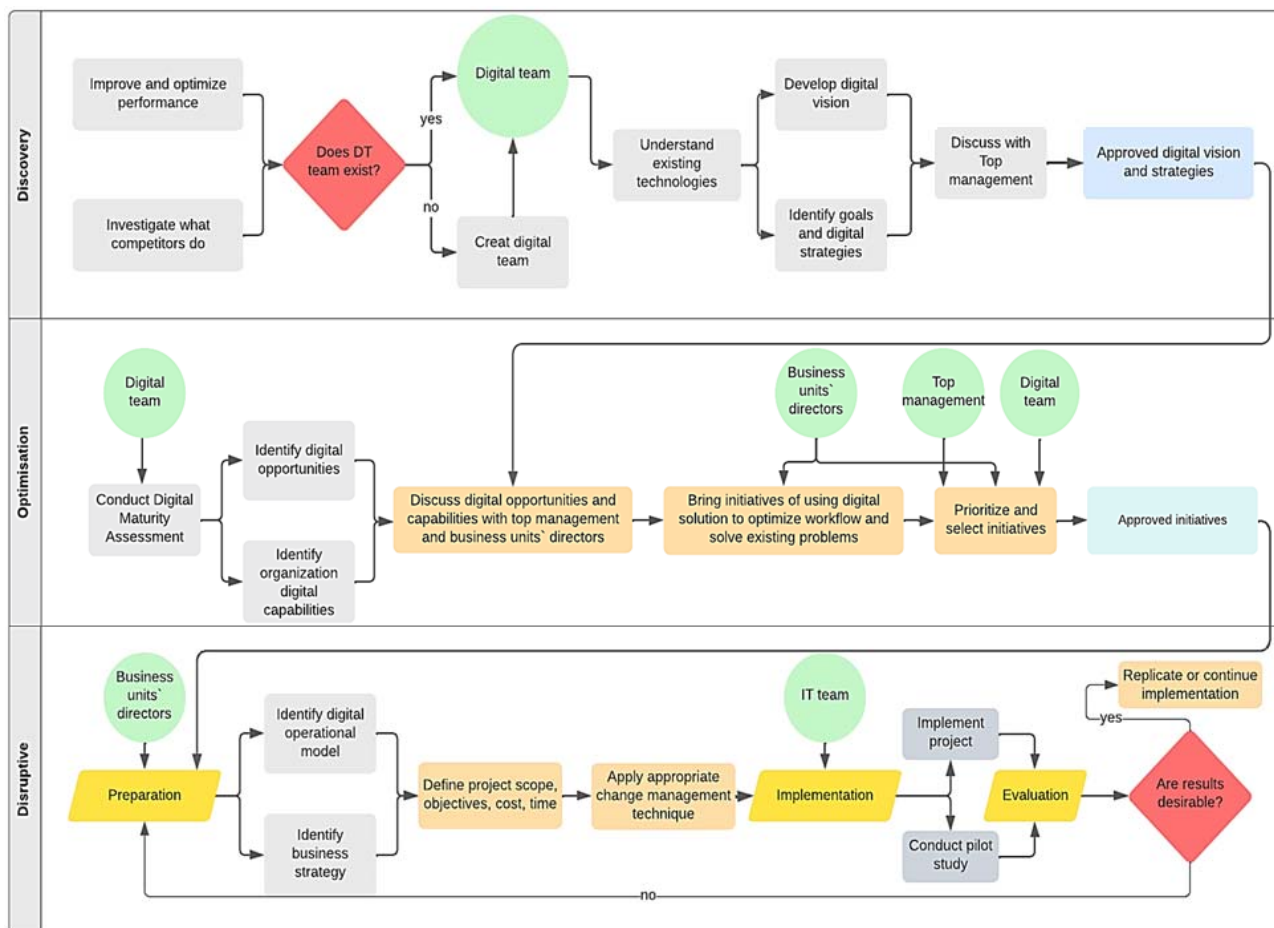 Discovery
Improve and optimize
performance
Investigate what
competitors do
Does DT
team exist?
yes
no
Digital team
Creat digital
team
Understand
existing
technologies
Develop digital
vision
Identify goals
and digital
strategies
Discuss with
Top
management
Approved digital vision
and strategies
Optimisation
Digital
team
Conduct Digital
Maturity
Assessment
Identify digital
opportunities
Identify
organization
digital
capabilities
Discuss digital opportunities and
capabilities with top management
and business units` directors
Business
units`
directors
Bring initiatives of using digital
solution to optimize workflow and
solve existing problems
Top
management
Digital
team
Prioritize and
select initiatives
Approved initiatives
Disruptive
Business
units`
directors
Preparation
Identify digital
operational
model
Identify
business
strategy
Define project scope,
objectives, cost, time
Apply appropriate
change management
technique
IT team
Implementation
Implement
project
Conduct pilot
study
Evaluation
Are results
desirable?
yes
Replicate or continue
implementation
no